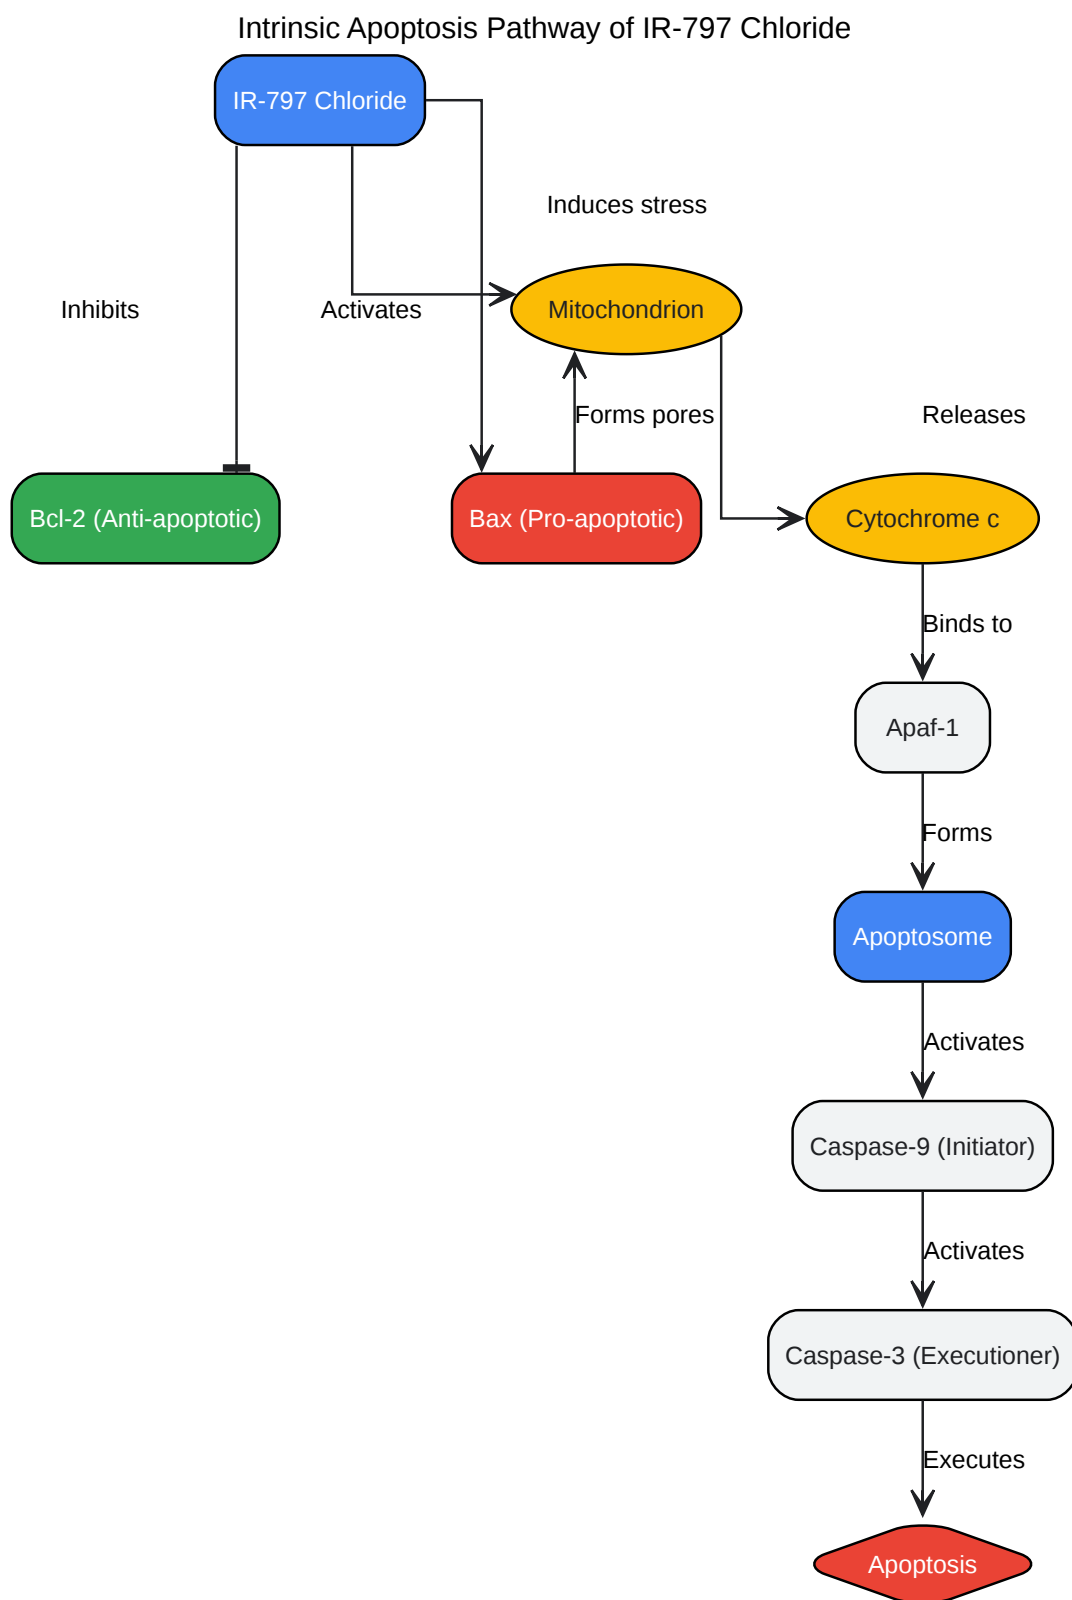 Intrinsic Apoptosis Pathway of IR-797 Chloride
IR-797 Chloride
Induces stress
Inhibits
Activates
Mitochondrion
Forms pores
Releases
Bcl-2 (Anti-apoptotic)
Bax (Pro-apoptotic)
Cytochrome c
Binds to
Apaf-1
Forms
Apoptosome
Activates
Caspase-9 (Initiator)
Activates
Caspase-3 (Executioner)
Executes
Apoptosis